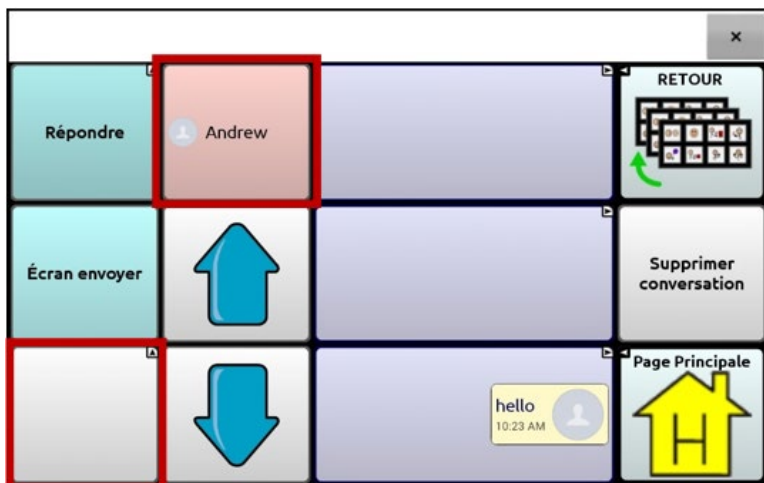 ×
Répondre
Andrew
RETOUR
Écran envoyer
Supprimer
conversation
hello
10:23 AM
Page Principale
H